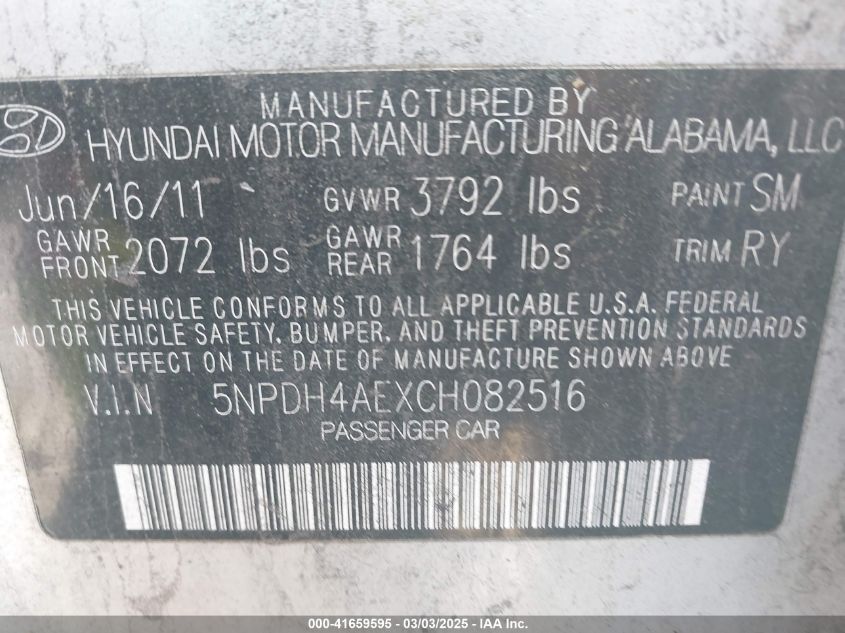 MANUFACTURED BY
HYUNDAI MOTOR MANUFACTURING ALABAMA, LLC
Jun/16/11 GVWR 3792 lbs PAINT SM
GAWR FRONT 2072 lbs GAWR REAR 1764 lbs TRIM RY
THIS VEHICLE CONFORMS TO ALL APPLICABLE U.S.A. FEDERAL
MOTOR VEHICLE SAFETY, BUMPER, AND THEFT PREVENTION STANDARDS
IN EFFECT ON THE DATE OF MANUFACTURE SHOWN ABOVE
V.I.N 5NPDH4AEXCH082516
PASSENGER CAR
000-41659595 - 03/03/2025 - IAA Inc.